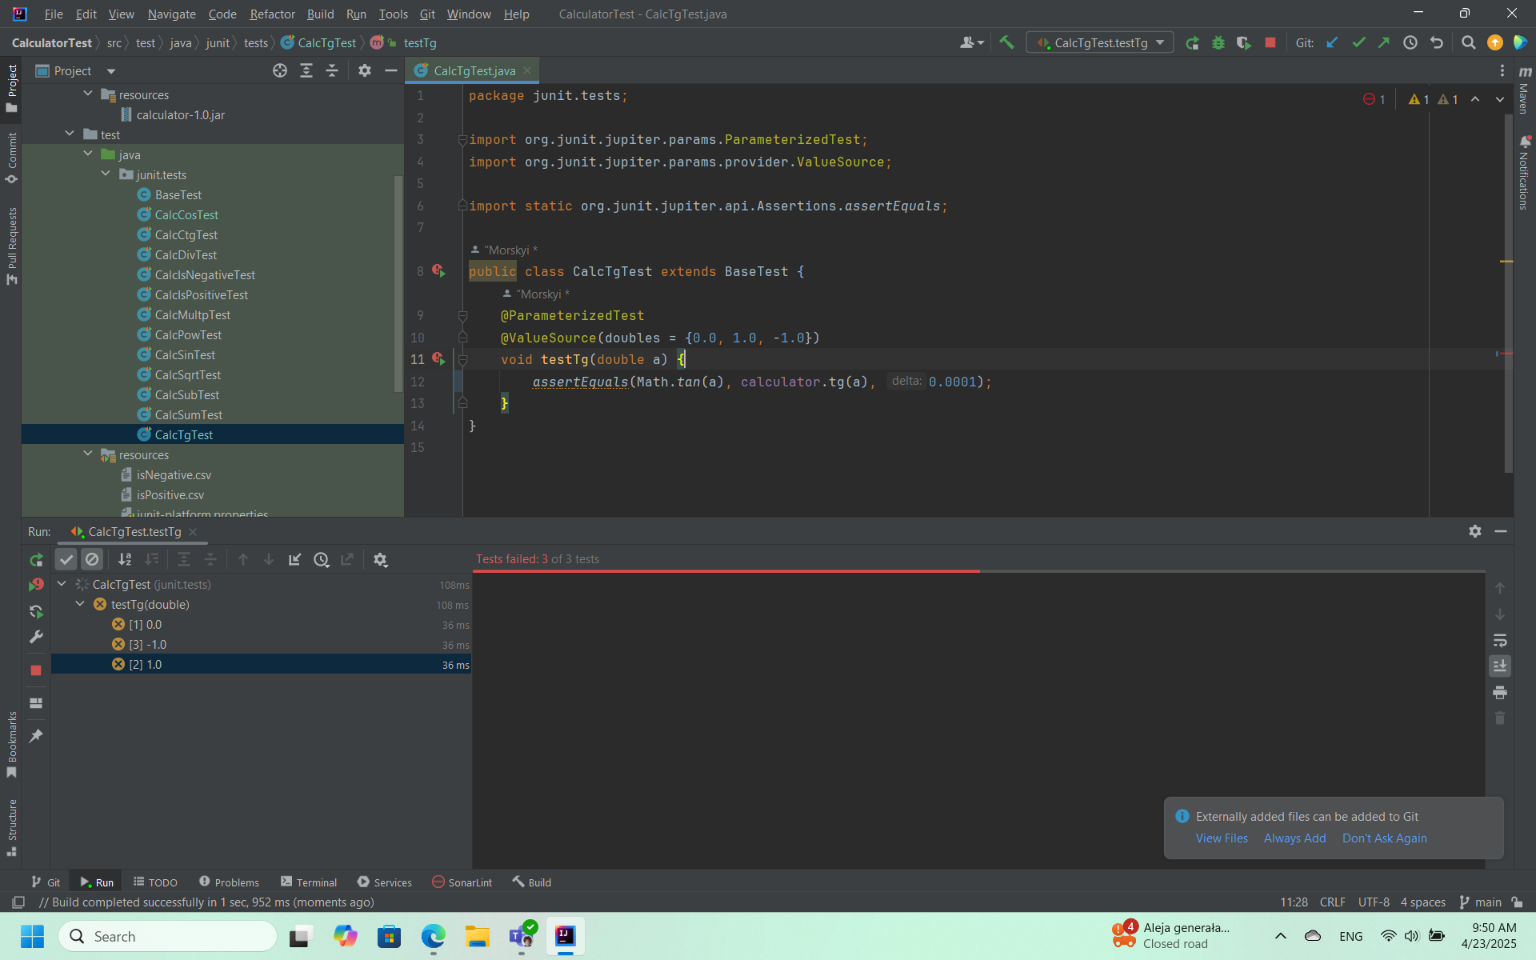 File Edit View Navigate Code Refactor Build Run Tools Git Window Help CalculatorTest - CalcTgTest.java
CalculatorTest src test java junit tests CalcTgTest m testTg CalcTgTest.testTg Git:
Project
CalcTgTest.java
Project
Commit
Pull Requests
Bookmarks
Structure
m Maven
Notifications
resources
calculator-1.0.jar
test
java
junit.tests
BaseTest
CalcCosTest
CalcCtgTest
CalcDivTest
CalcIsNegativeTest
CalcIsPositiveTest
CalcMultpTest
CalcPowTest
CalcSinTest
CalcSqrtTest
CalcSubTest
CalcSumTest
CalcTgTest
resources
isNegative.csv
isPositive.csv
junit-platform.properties
1 1 1
1 package junit.tests;
2
3 import org.junit.jupiter.params.ParameterizedTest;
4 import org.junit.jupiter.params.provider.ValueSource;
5
6 import static org.junit.jupiter.api.Assertions.assertEquals;
7
"Morskyi *
8 public class CalcTgTest extends BaseTest {
"Morskyi *
9 @ParameterizedTest
10 @ValueSource(doubles = {0.0, 1.0, -1.0})
11 void testTg(double a) {
12 assertEquals(Math.tan(a), calculator.tg(a), delta: 0.0001);
13 }
14 }
15
Run: CalcTgTest.testTg
Tests failed: 3 of 3 tests
CalcTgTest (junit.tests) 108ms
testTg(double) 108 ms
[1] 0.0 36 ms
[3] -1.0 36 ms
[2] 1.0 36 ms
Externally added files can be added to Git
View Files Always Add Don't Ask Again
Git Run TODO Problems Terminal Services SonarLint Build
// Build completed successfully in 1 sec, 952 ms (moments ago) 11:28 CRLF UTF-8 4 spaces main
Search
4 Aleja generała...
Closed road
ENG
9:50 AM
4/23/2025